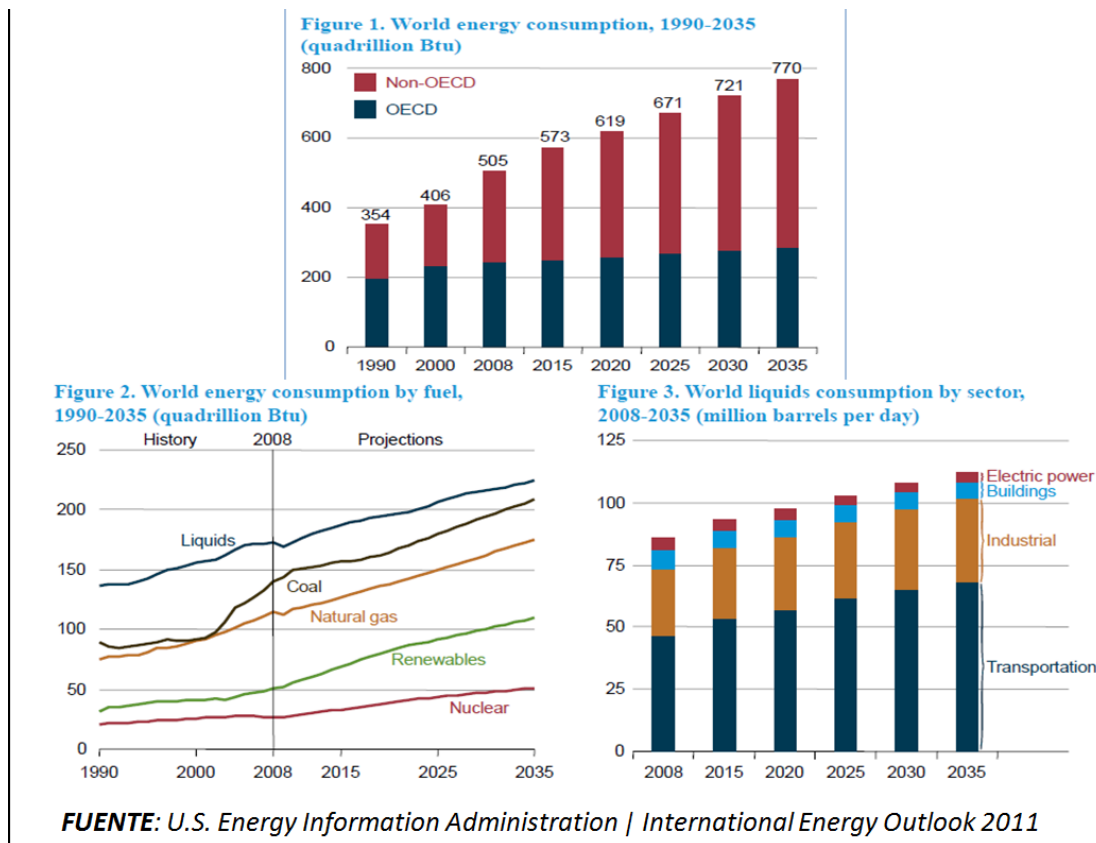 Figure 1. World energy consumption, 1990-2035
(quadrillion Btu)
800
Non-OECD
OECD
770
721
671
619
600
573
505
400
406
354
200
0
1990 2000 2008 2015 2020 2025 2030 2035
Figure 2. World energy consumption by fuel,
1990-2035 (quadrillion Btu)
History 2008 Projections
250
200
Liquids
150
Coal
Natural gas
100
Renewables
50
Nuclear
0
1990 2000 2008 2015 2025 2035
Figure 3. World liquids consumption by sector,
2008-2035 (million barrels per day)
125
Electric power
Buildings
100
Industrial
75
Transportation
50
25
0
2008 2015 2020 2025 2030 2035
FUENTE: U.S. Energy Information Administration | International Energy Outlook 2011